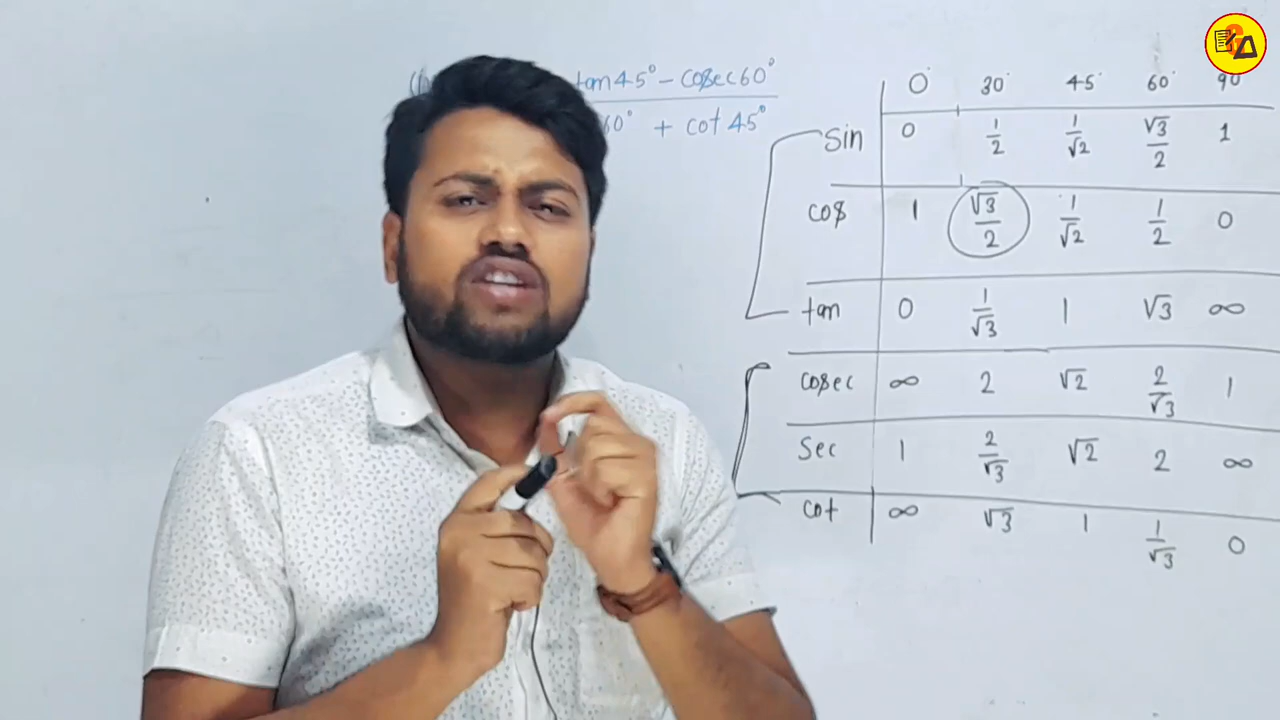 tan45° - cosec60°
60° + cot 45°
0° 30° 45° 60° 90
Sin 0 1/2 1/√2 √3/2 1
cos 1 √3/2 1/√2 1/2 0
tan 0 1/√3 1 √3 ∞
cosec ∞ 2 √2 2/√3 1
Sec 1 2/√3 √2 2 ∞
cot ∞ √3 1 1/√3 0